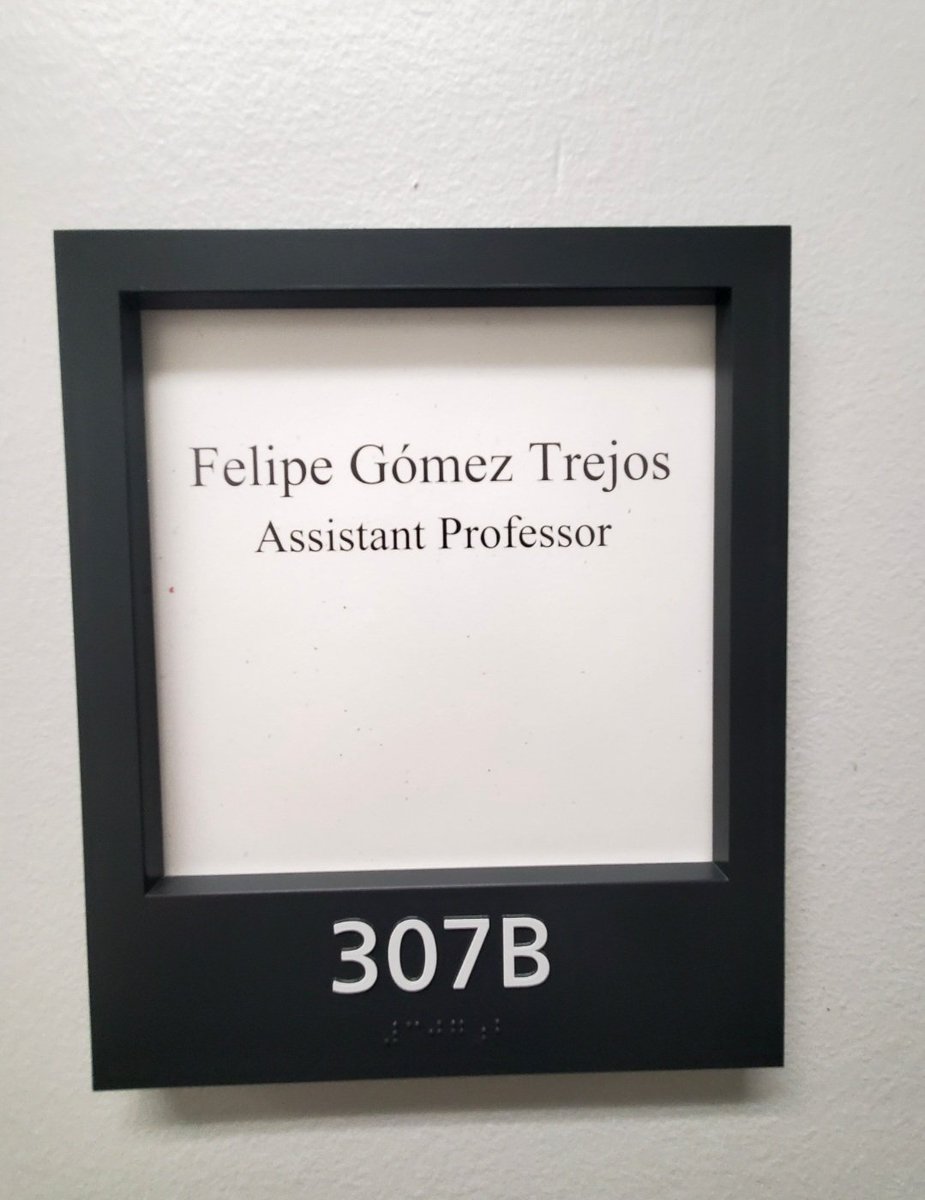 Felipe Gómez Trejos
Assistant Professor
307B